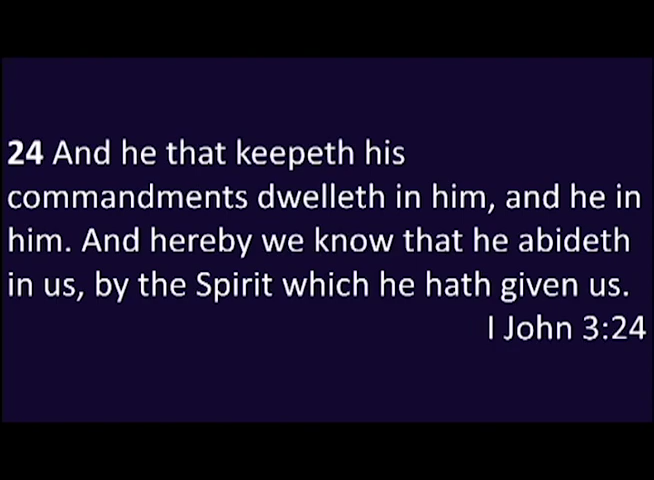 24 And he that keepeth his
commandments dwelleth in him, and he in
him. And hereby we know that he abideth
in us, by the Spirit which he hath given us.
I John 3:24